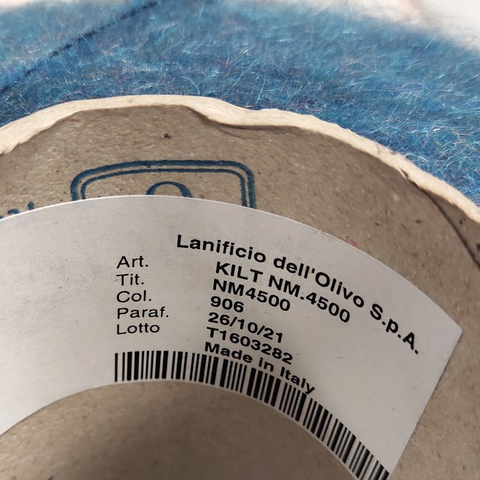 Lanificio dell'Olivo S.p.A.
Art. KILT NM.4500
Tit. NM4500
Col. 906
Paraf. 26/10/21
Lotto T1603282
Made in Italy